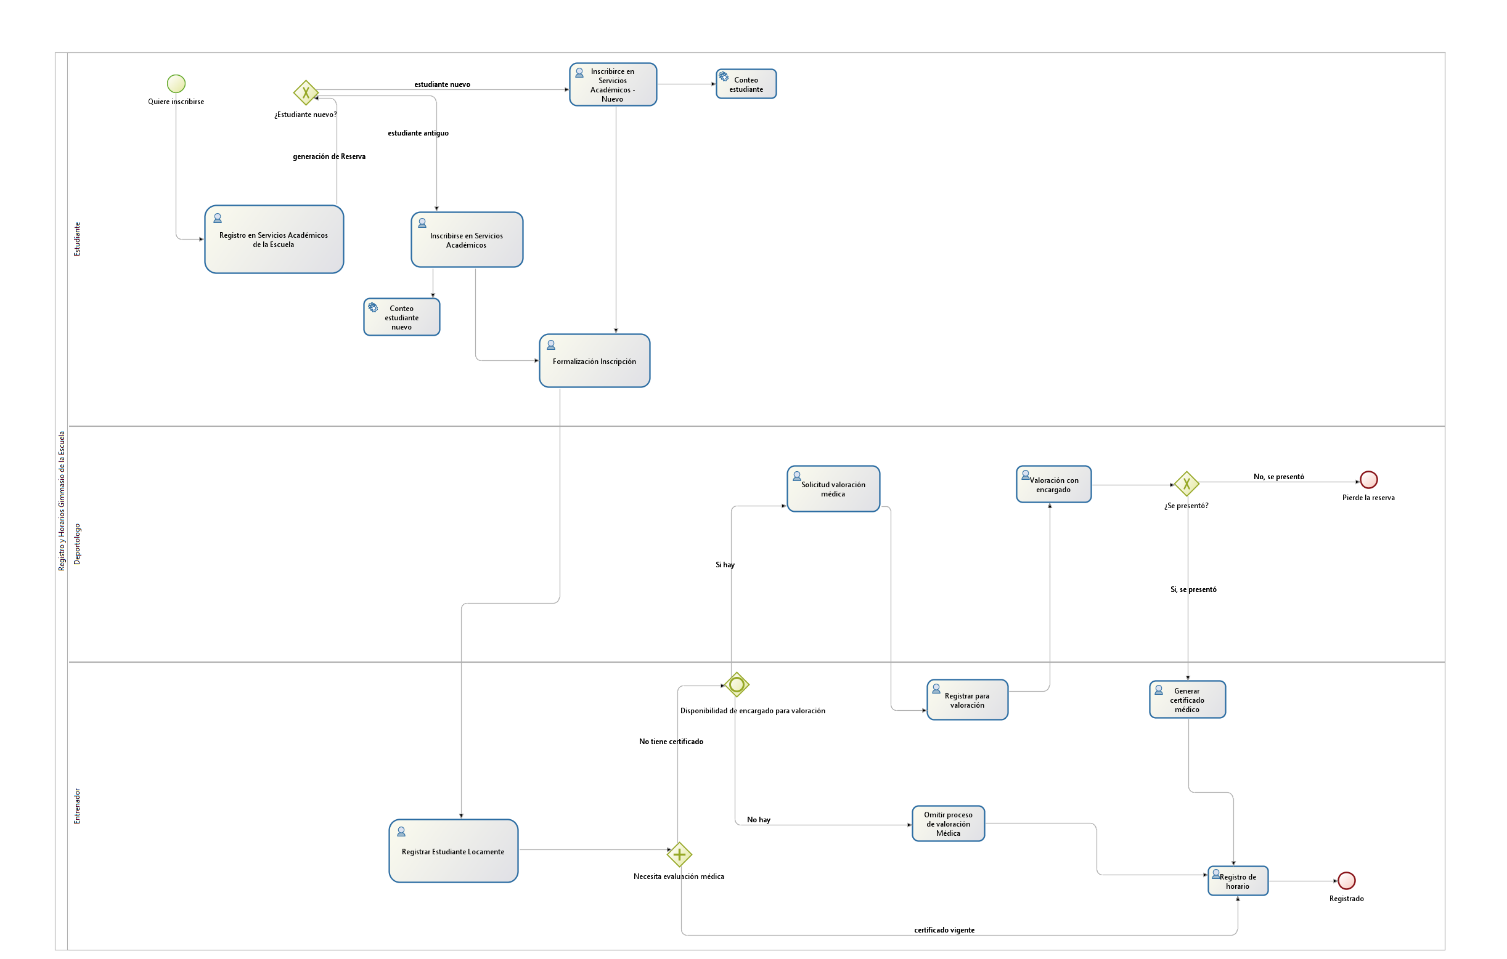 Registro y Horarios Gimmasio de la Escuela
Estudiante
Quiere inscribirse
¿Estudiante nuevo?
estudiante nuevo
estudiante antiguo
generación de Reserva
Inscribirce en
Servicios
Académicos -
Nuevo
Conteo
estudiante
Registro en Servicios Académicos
de la Escuela
Inscribirse en Servicios
Académicos
Conteo
estudiante
nuevo
Formalización Inscripción
Deportologo
Solicitud valoración
médica
Valoración con
encargado
¿Se presentó?
No, se presentó
Pierde la reserva
Si hay
Si, se presentó
Entrenador
Disponibilidad de encargado para valoración
Registrar para
valoración
Generar
certificado
médico
No tiene certificado
No hay
Omitir proceso
de valoración
Médica
Registrar Estudiante Locamente
Necesita evaluación médica
Registro de
horario
Registrado
certificado vigente